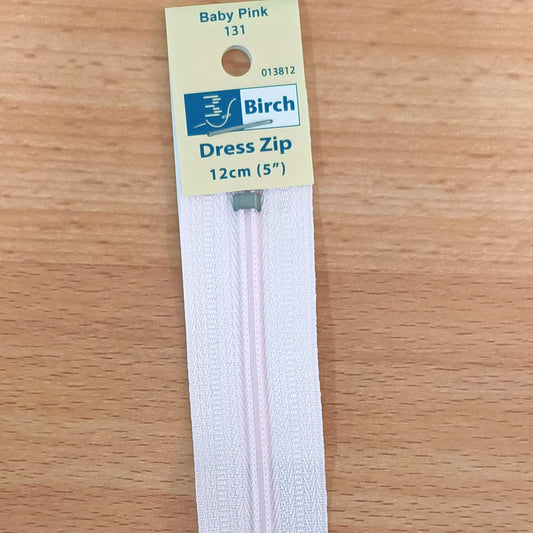 Baby Pink
131
013812
Birch
Dress Zip
12cm (5")